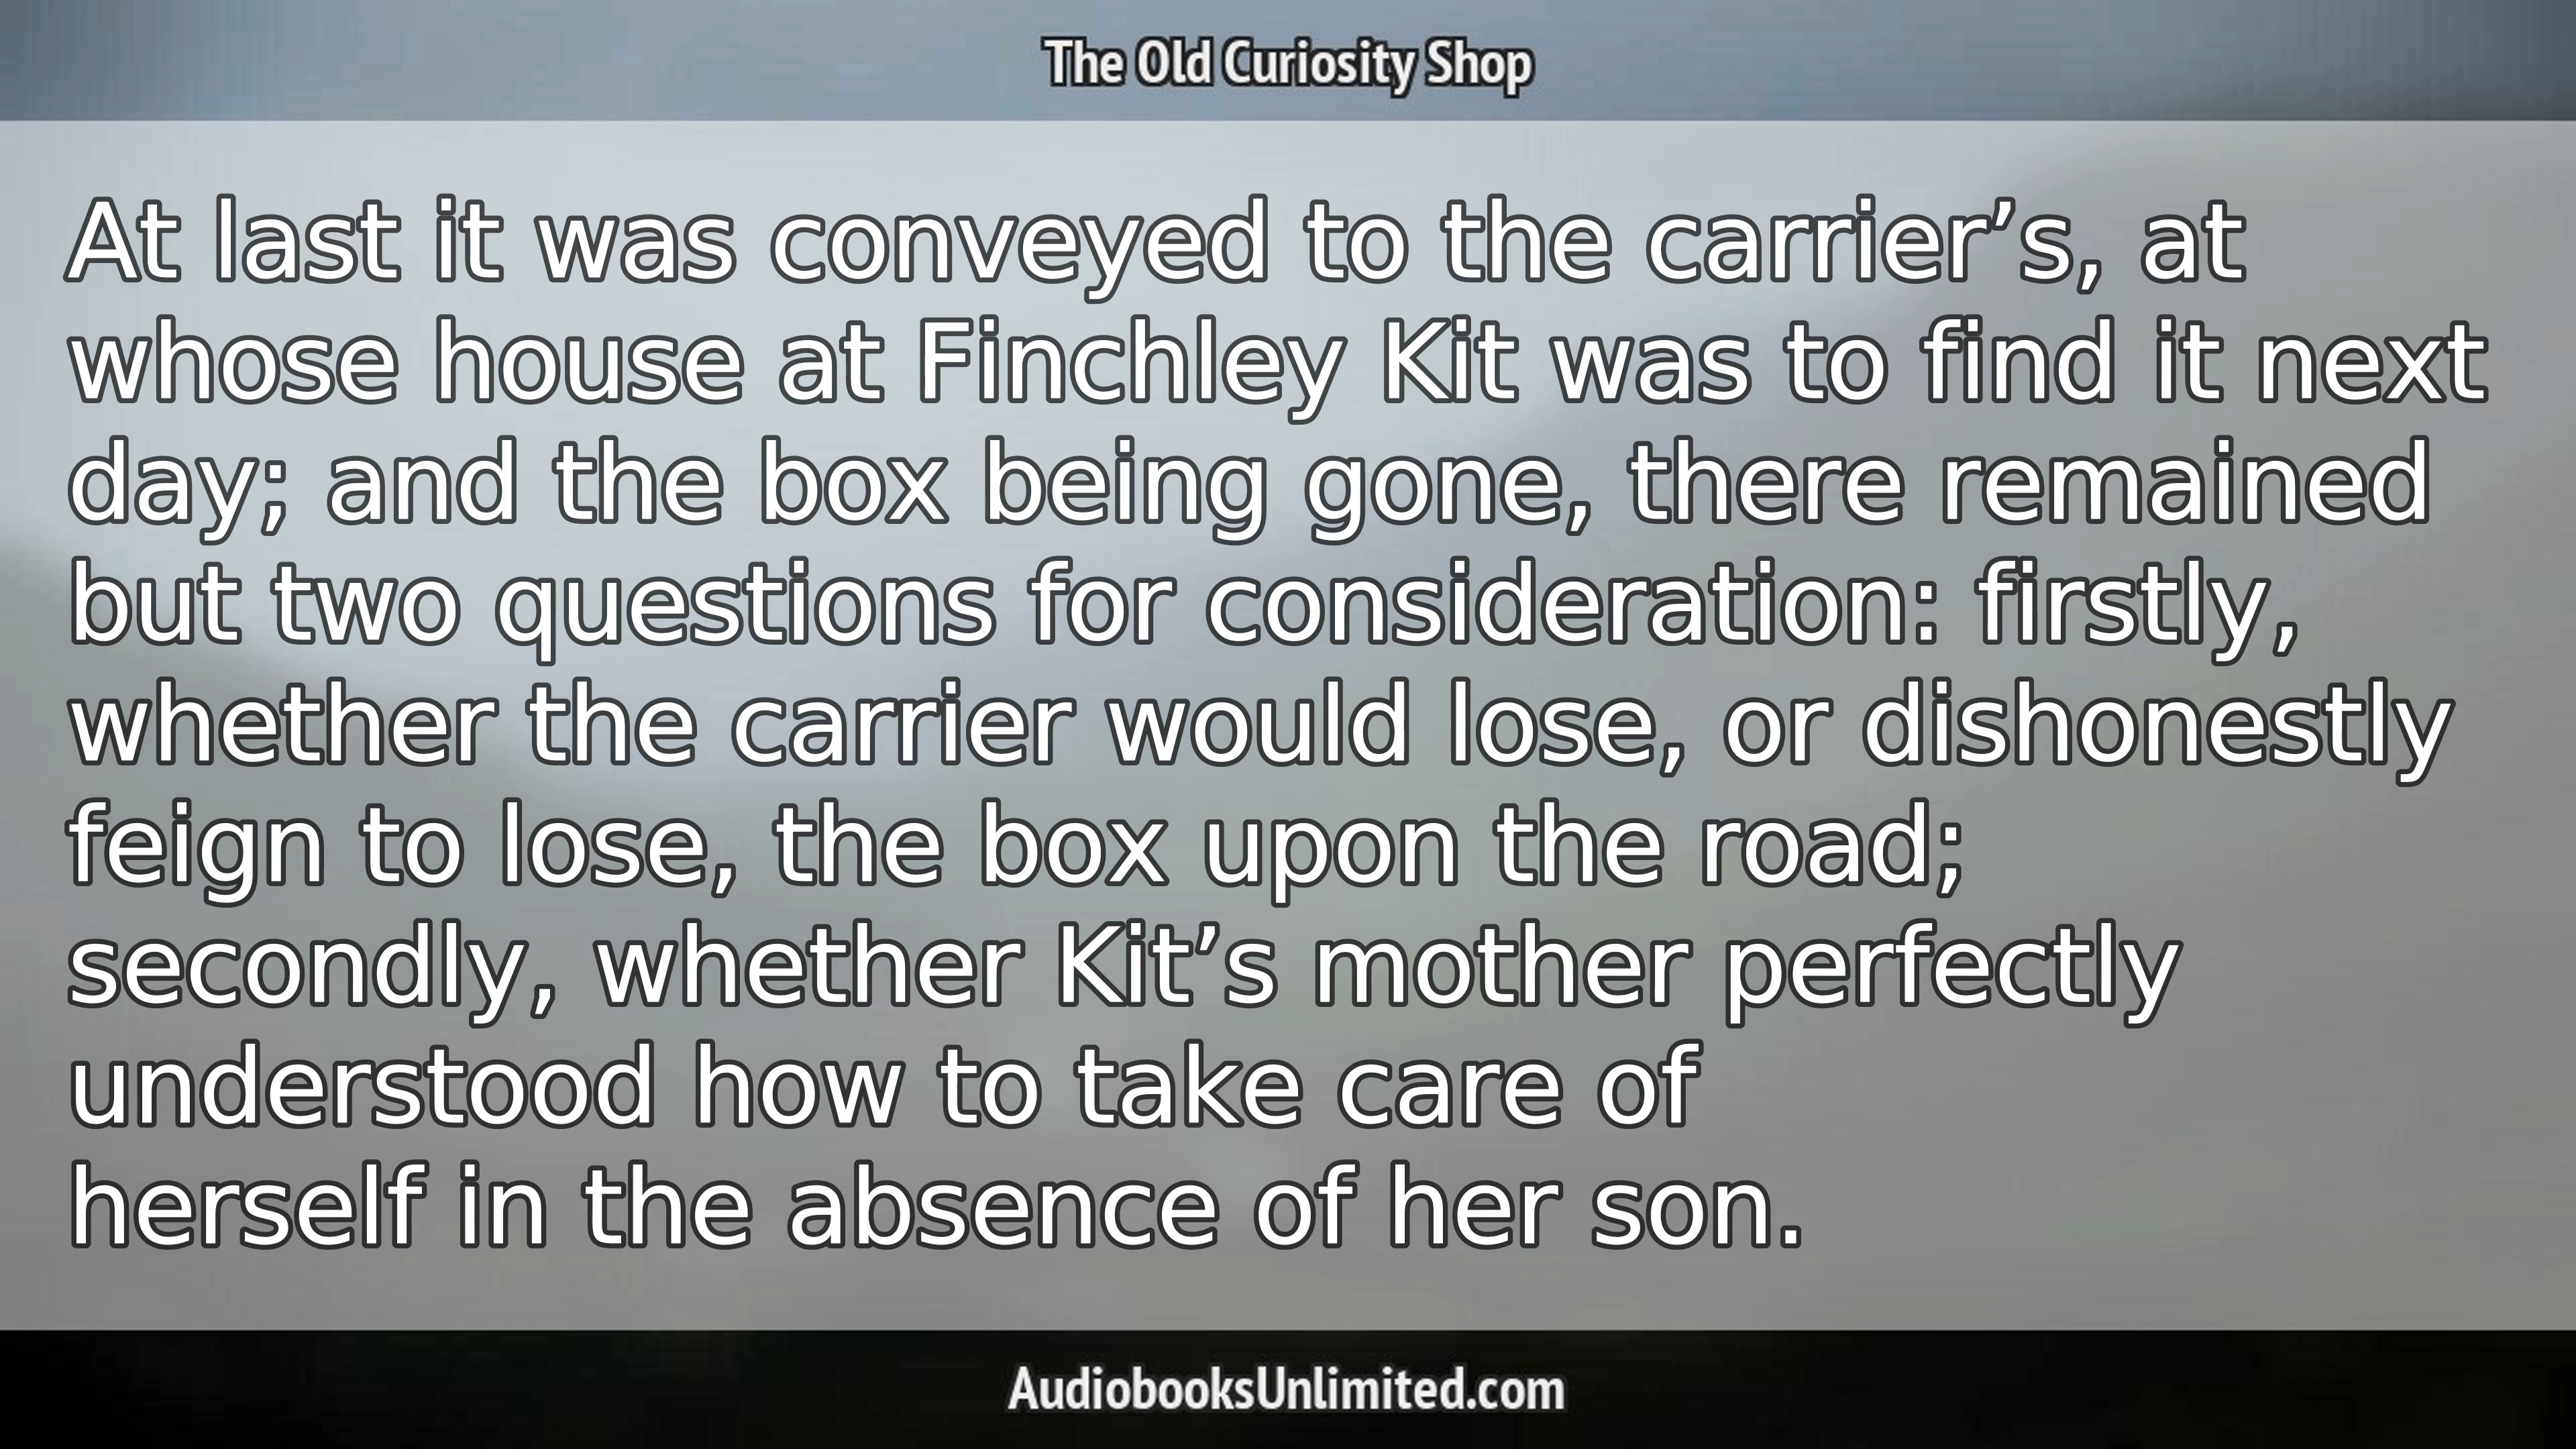 The Old Curiosity Shop
At last it was conveyed to the carrier’s, at
whose house at Finchley Kit was to find it next
day; and the box being gone, there remained
but two questions for consideration: firstly,
whether the carrier would lose, or dishonestly
feign to lose, the box upon the road;
secondly, whether Kit’s mother perfectly
understood how to take care of
herself in the absence of her son.
AudiobooksUnlimited.com